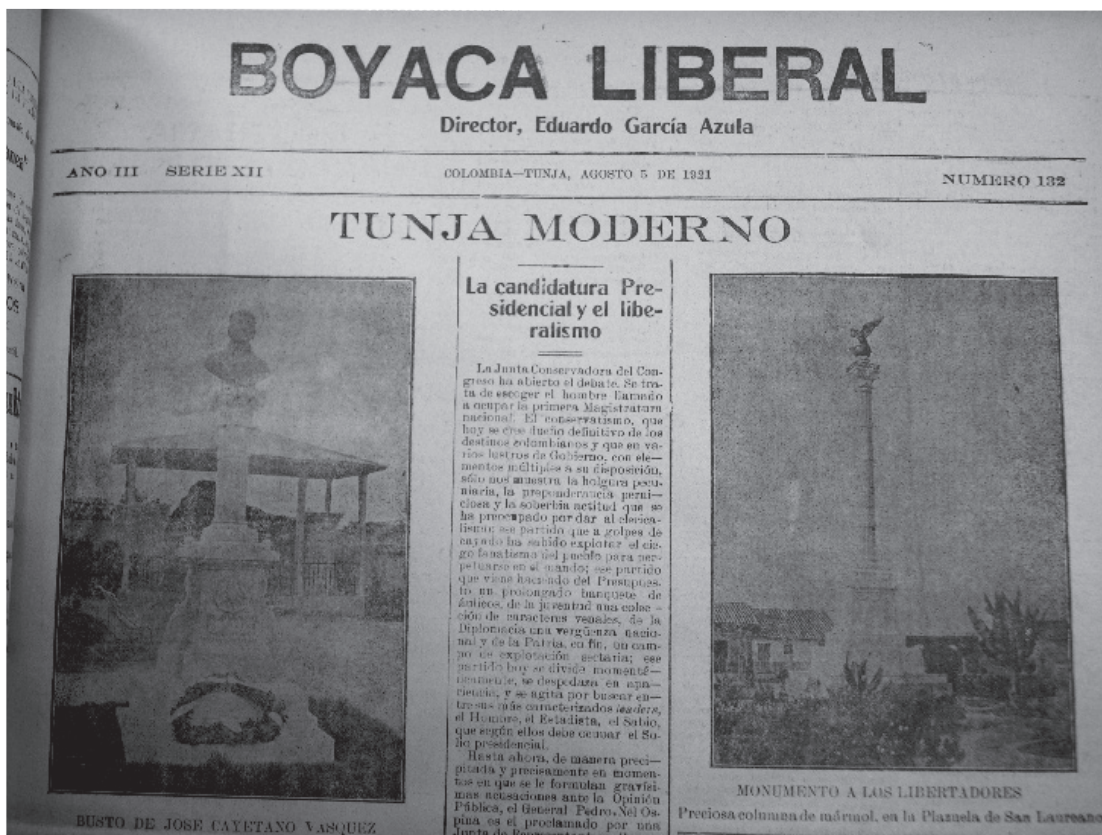 BOYACA LIBERAL
Director, Eduardo García Azula
AÑO III SERIE XII
COLOMBIA—TUNJA, AGOSTO 5 DE 1921
NUMERO 132
TUNJA MODERNO
BUSTO DE JOSE CAYETANO VASQUEZ
La candidatura Pre-
sidencial y el libe-
ralismo
La Junta Conservadora del Con-
greso ha abierto el debate. Se tra-
ta de escoger el hombre llamado
a ocupar la primera Magistratura
nacional. El conservatismo, que
hoy se cree dueño definitivo de los
destinos colombianos y que en va-
rios lustros de Gobierno, con ele-
mentos múltiples a su disposición,
sólo nos muestra la holgura pecu-
niaria, la preponderancia perni-
ciosa y la soberbia actitud que se
ha preocupado por dar al clerica-
lismo; ese partido que a golpes de
cayado ha sabido explotar el cie-
go fanatismo del pueblo para per-
petuarse en el mando; ese partido
que viene haciendo del Presupues-
to un prolongado banquete de
áulicos, de la juventud una colec-
ción de caracteres venales, de la
Diplomacia una vergüenza nacio-
nal y de la Patria, en fin, un cam-
po de explotación sectaria; ese
partido hoy se divide momentá—
neamente, se despedaza en apa-
riencia, y se agita por buscar en-
tre sus más caracterizados leaders,
el Hombre, el Estadista, el Sabio,
que según ellos debe ocupar el So-
lio presidencial.
Hasta ahora, de manera preci-
pitada y precisamente en momen-
tos en que se le formulan gravísi-
mas acusaciones ante la Opinión
Pública, el General Pedro Nel Os-
pina es el proclamado por una
MONUMENTO A LOS LIBERTADORES
Preciosa columna de mármol, en la Plazuela de San Laureano